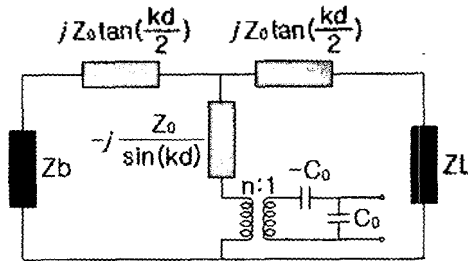 jZ₀tan(kd/2) jZ₀tan(kd/2)
-j Z₀/sin(kd)
Zb
n:1
-C₀
C₀
Zt